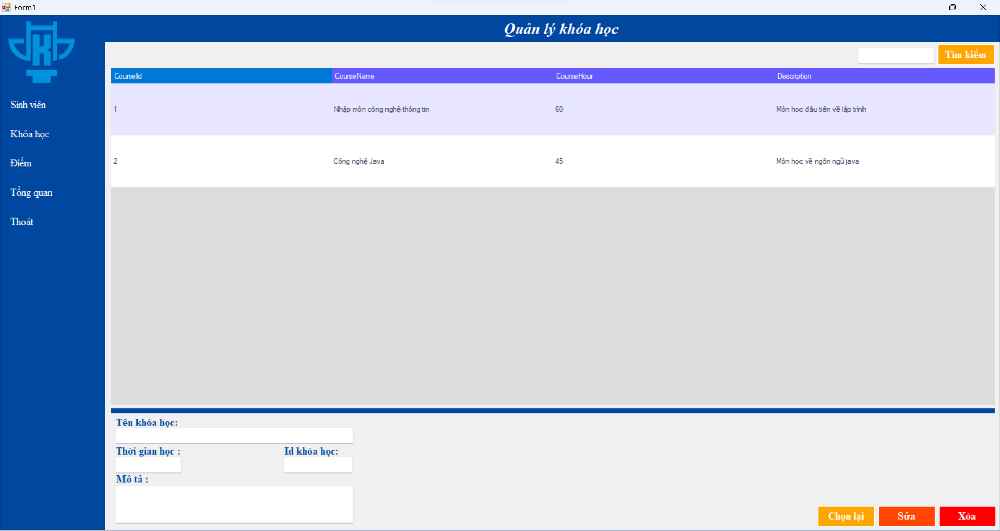 Form1
Quản lý khóa học
Tìm kiếm
Sinh viên
Khóa học
Điểm
Tổng quan
Thoát
CourseId CourseName CourseHour Description
1 Nhập môn công nghệ thông tin 60 Môn học đầu tiên về lập trình
2 Công nghệ Java 45 Môn học về ngôn ngữ java
Tên khóa học:
Thời gian học : Id khóa học:
Mô tả :
Chọn lại Sửa Xóa